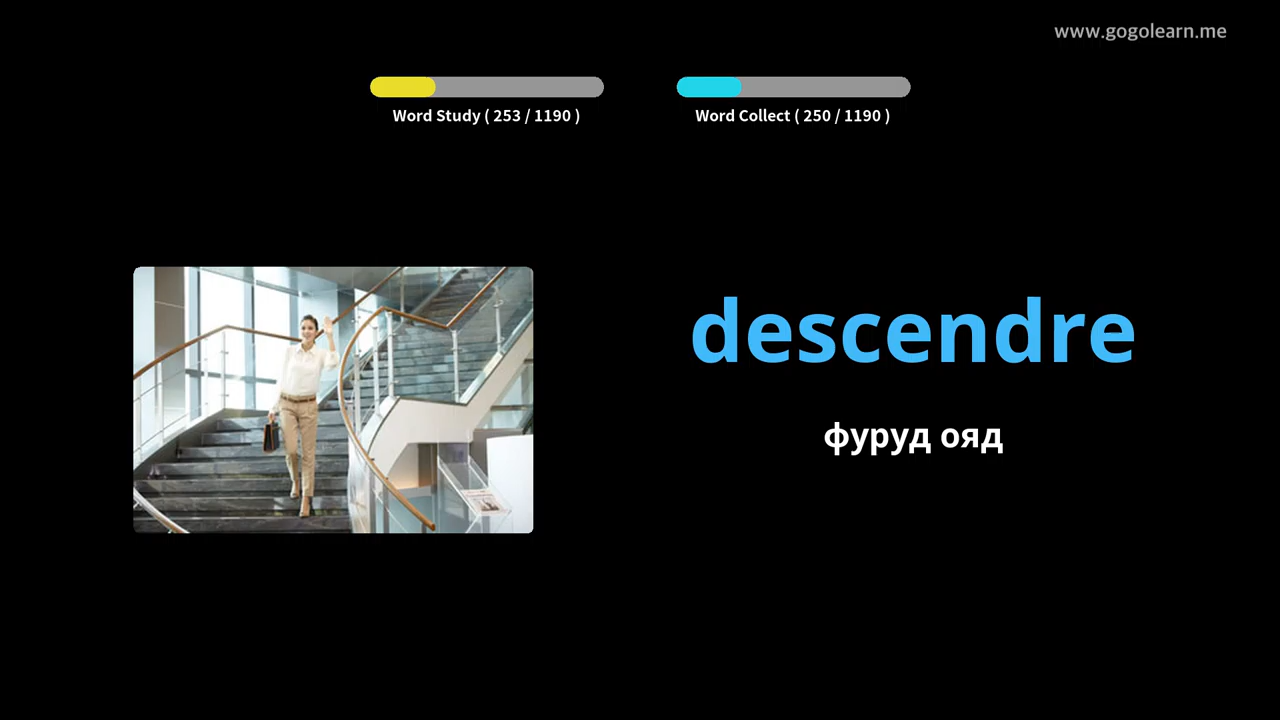 www.gogolearn.me
Word Study ( 253 / 1190 )
Word Collect ( 250 / 1190 )
descendre
фуруд ояд